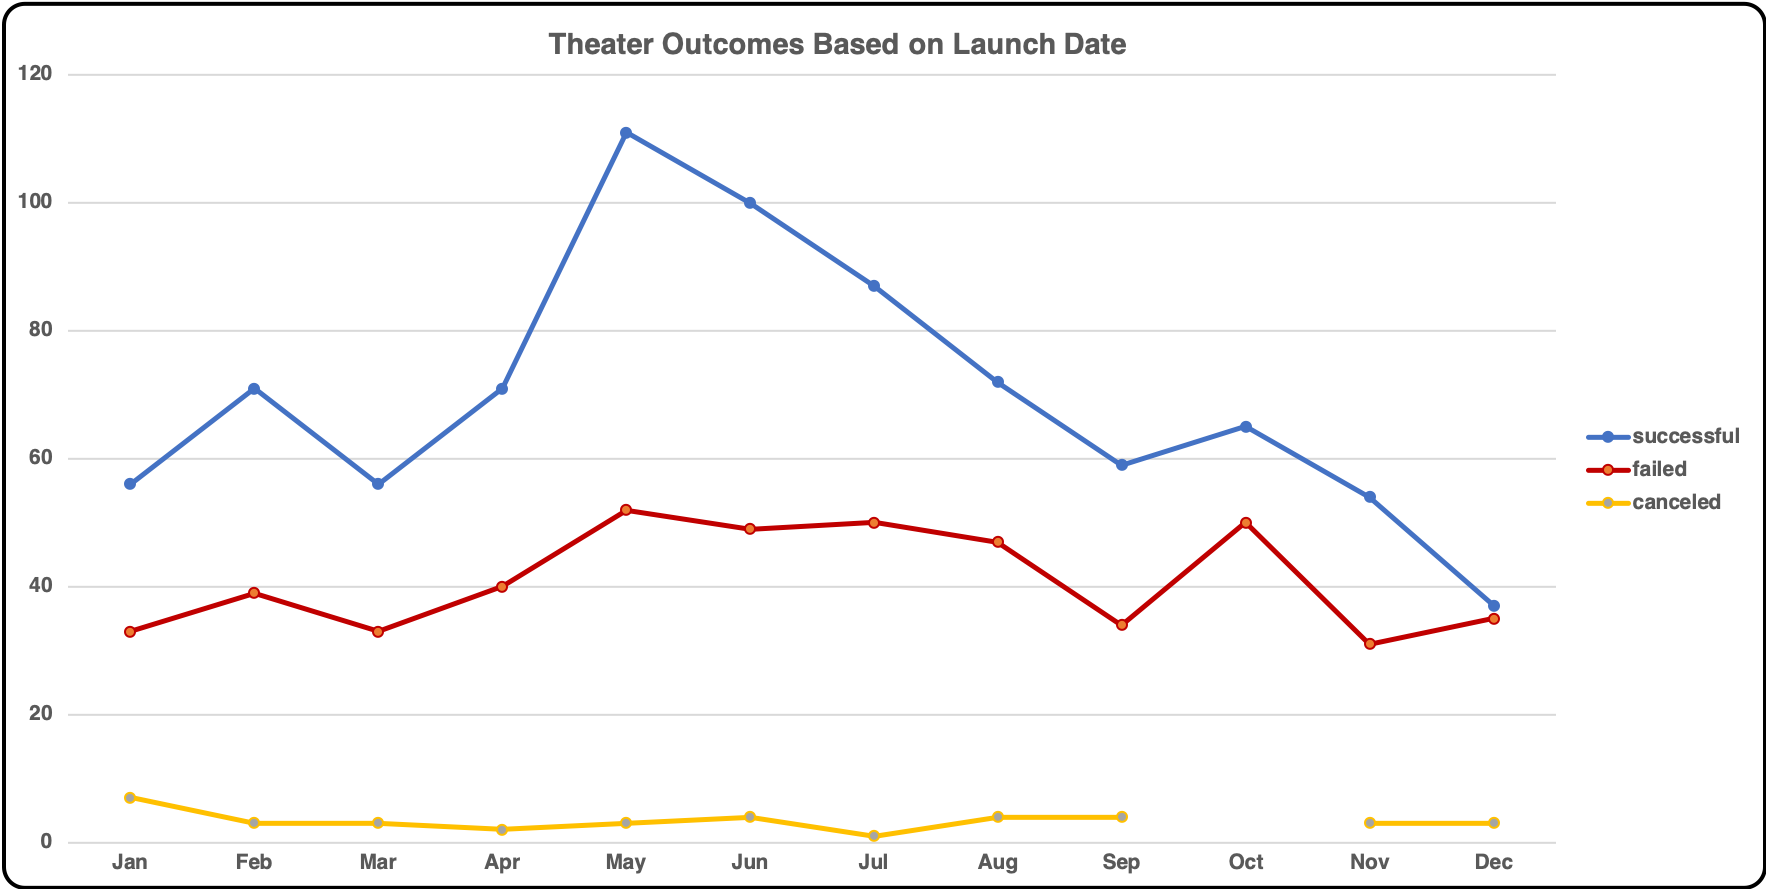 Theater Outcomes Based on Launch Date
120
100
80
60
40
20
0
Jan Feb Mar Apr May Jun Jul Aug Sep Oct Nov Dec
successful
failed
canceled